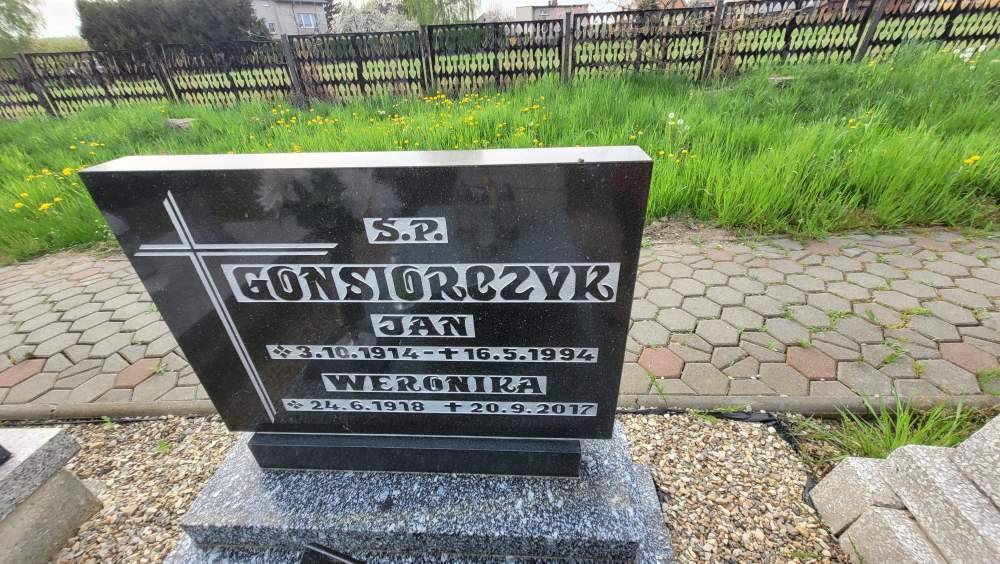 S.P.
GONSIORCZYK
JAN
3.10.1914 - ✝ 16.5.1994
WERONIKA
24.6.1918 ✝ 20.9.2017